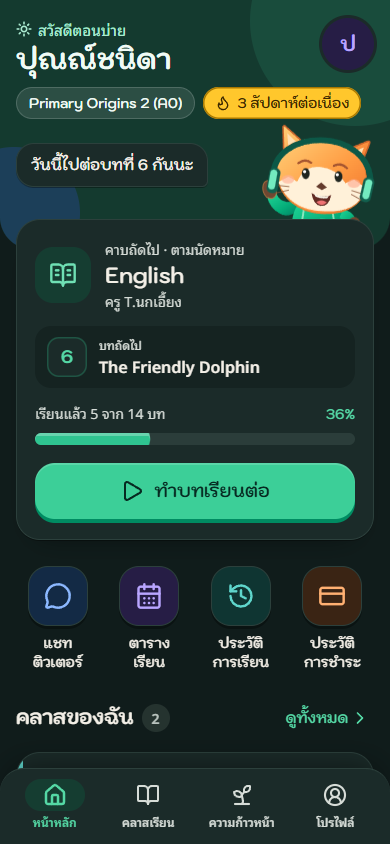 สวัสดีตอนบ่าย
ปุณณ์ชนิดา
ป
Primary Origins 2 (A0)
3 สัปดาห์ต่อเนื่อง
วันนี้ไปต่อบทที่ 6 กันนะ
คาบถัดไป · ตามนัดหมาย
English
ครู T.นกเอี้ยง
6
บทถัดไป
The Friendly Dolphin
เรียนแล้ว 5 จาก 14 บท
36%
ทำบทเรียนต่อ
แชท
ติวเตอร์
ตาราง
เรียน
ประวัติ
การเรียน
ประวัติ
การชำระ
คลาสของฉัน 2
ดูทั้งหมด
หน้าหลัก
คลาสเรียน
ความก้าวหน้า
โปรไฟล์